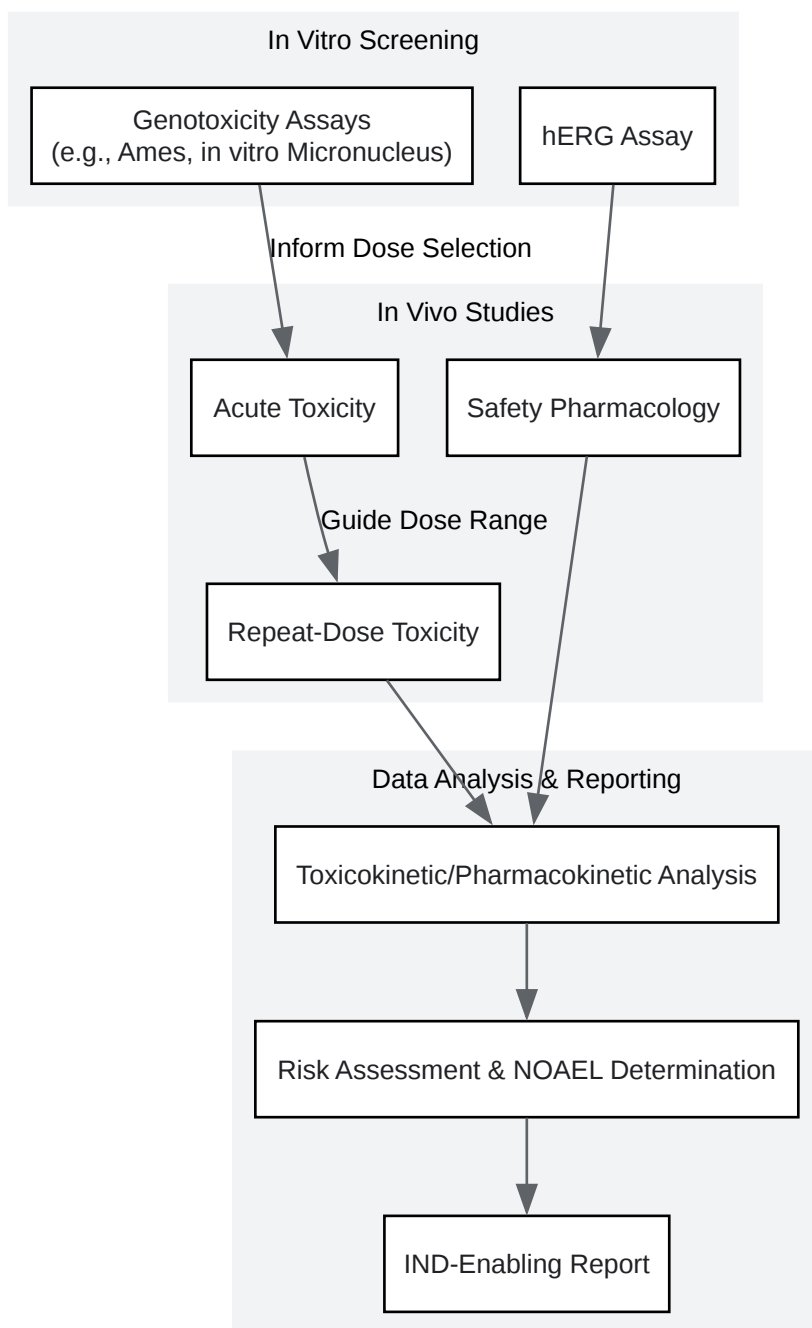 In Vitro Screening
Genotoxicity Assays
(e.g., Ames, in vitro Micronucleus)
hERG Assay
Inform Dose Selection
In Vivo Studies
Acute Toxicity
Safety Pharmacology
Guide Dose Range
Repeat-Dose Toxicity
Data Analysis & Reporting
Toxicokinetic/Pharmacokinetic Analysis
Risk Assessment & NOAEL Determination
IND-Enabling Report